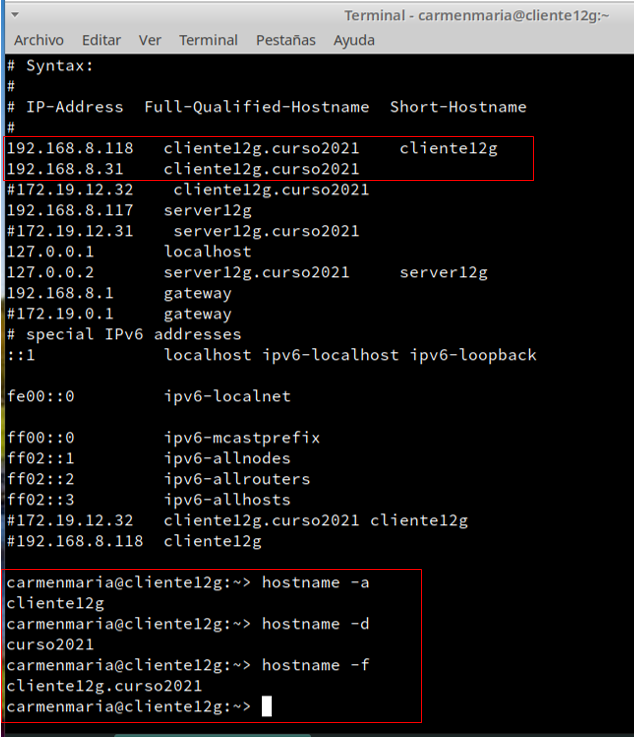 Terminal - carmenmaria@cliente12g:~
Archivo Editar Ver Terminal Pestañas Ayuda
# Syntax:
#
# IP-Address Full-Qualified-Hostname Short-Hostname
#
192.168.8.118 cliente12g.curso2021 cliente12g
192.168.8.31 cliente12g.curso2021
#172.19.12.32 cliente12g.curso2021
192.168.8.117 server12g
#172.19.12.31 server12g.curso2021
127.0.0.1 localhost
127.0.0.2 server12g.curso2021 server12g
192.168.8.1 gateway
#172.19.0.1 gateway
# special IPv6 addresses
::1 localhost ipv6-localhost ipv6-loopback
fe00::0 ipv6-localnet
ff00::0 ipv6-mcastprefix
ff02::1 ipv6-allnodes
ff02::2 ipv6-allrouters
ff02::3 ipv6-allhosts
#172.19.12.32 cliente12g.curso2021 cliente12g
#192.168.8.118 cliente12g
carmenmaria@cliente12g:~> hostname -a
cliente12g
carmenmaria@cliente12g:~> hostname -d
curso2021
carmenmaria@cliente12g:~> hostname -f
cliente12g.curso2021
carmenmaria@cliente12g:~>